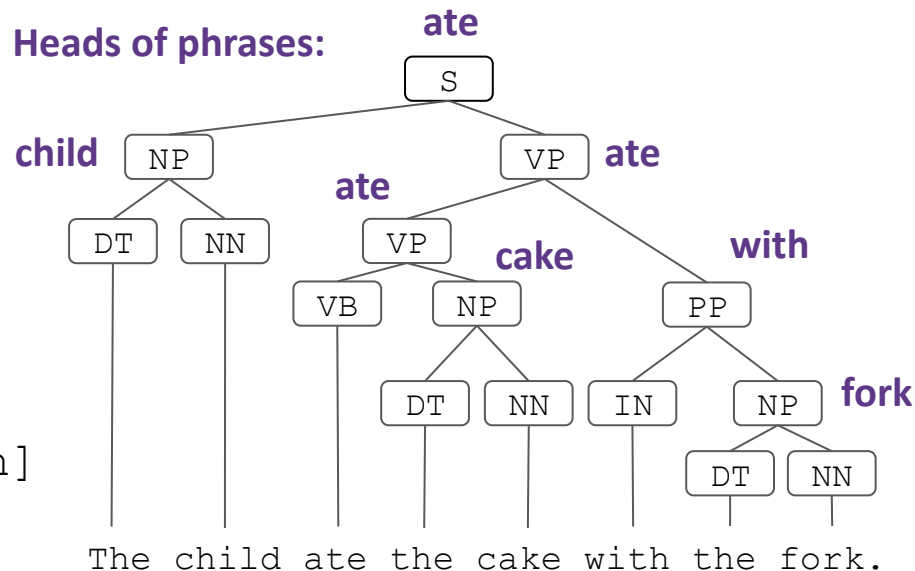 ate
Heads of phrases:
S
child NP VP ate
ate
DT NN VP
cake with
VB NP PP
DT NN IN NP fork
n]
DT NN
The child ate the cake with the fork.